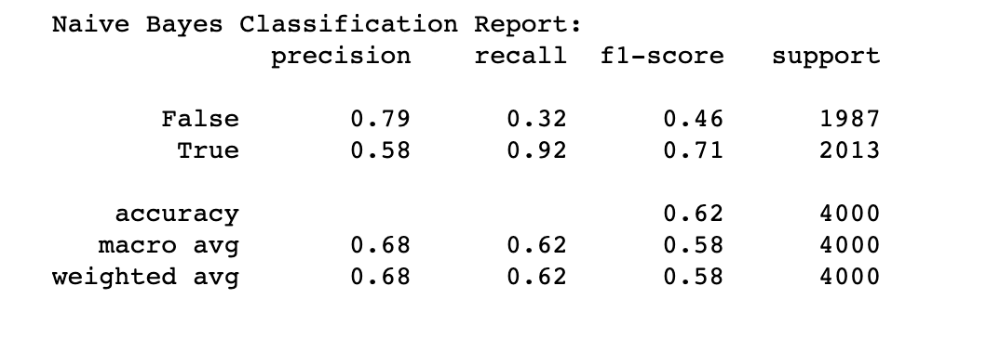 Naive Bayes Classification Report:
precision recall f1-score support
False 0.79 0.32 0.46 1987
True 0.58 0.92 0.71 2013
accuracy 0.62 4000
macro avg 0.68 0.62 0.58 4000
weighted avg 0.68 0.62 0.58 4000